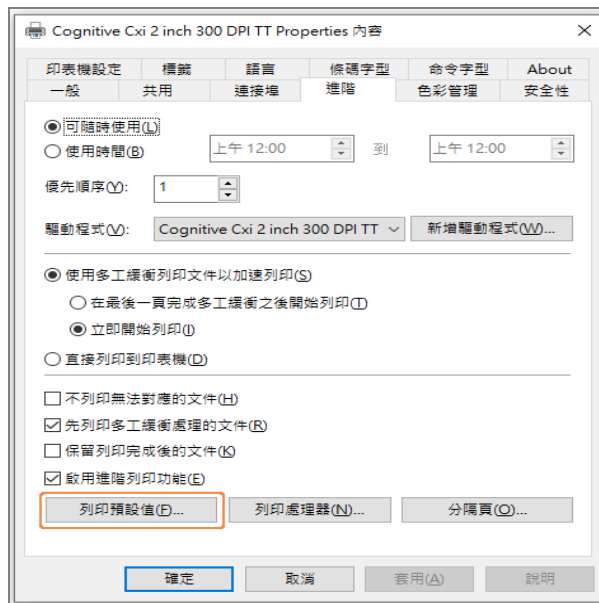 Cognitive Cxi 2 inch 300 DPI TT Properties 內容
印表機設定 標籤 語言 條碼字型 命令字型 About
一般 共用 連接埠 進階 色彩管理 安全性
可隨時使用(L)
使用時間(B) 上午 12:00 到 上午 12:00
優先順序(Y): 1
驅動程式(V): Cognitive Cxi 2 inch 300 DPI TT 新增驅動程式(W)...
使用多工緩衝列印文件以加速列印(S)
在最後一頁完成多工緩衝之後開始列印(T)
立即開始列印(I)
直接列印到印表機(D)
不列印無法對應的文件(H)
先列印多工緩衝處理的文件(R)
保留列印完成後的文件(K)
啟用進階列印功能(E)
列印預設值(F)... 列印處理器(N)... 分隔頁(O)...
確定 取消 套用(A) 說明